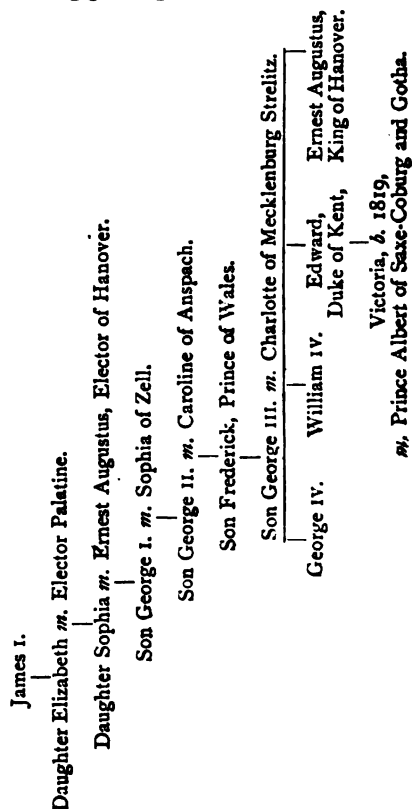 James I.
Daughter Elizabeth m. Elector Palatine.
Daughter Sophia m. Ernest Augustus, Elector of Hanover.
Son George I. m. Sophia of Zell.
Son George II. m. Caroline of Anspach.
Son Frederick, Prince of Wales.
Son George III. m. Charlotte of Mecklenburg Strelitz.
George IV. William IV. Edward, Ernest Augustus,
Duke of Kent, King of Hanover.
Victoria, b. 1819,
m, Prince Albert of Saxe-Coburg and Gotha.